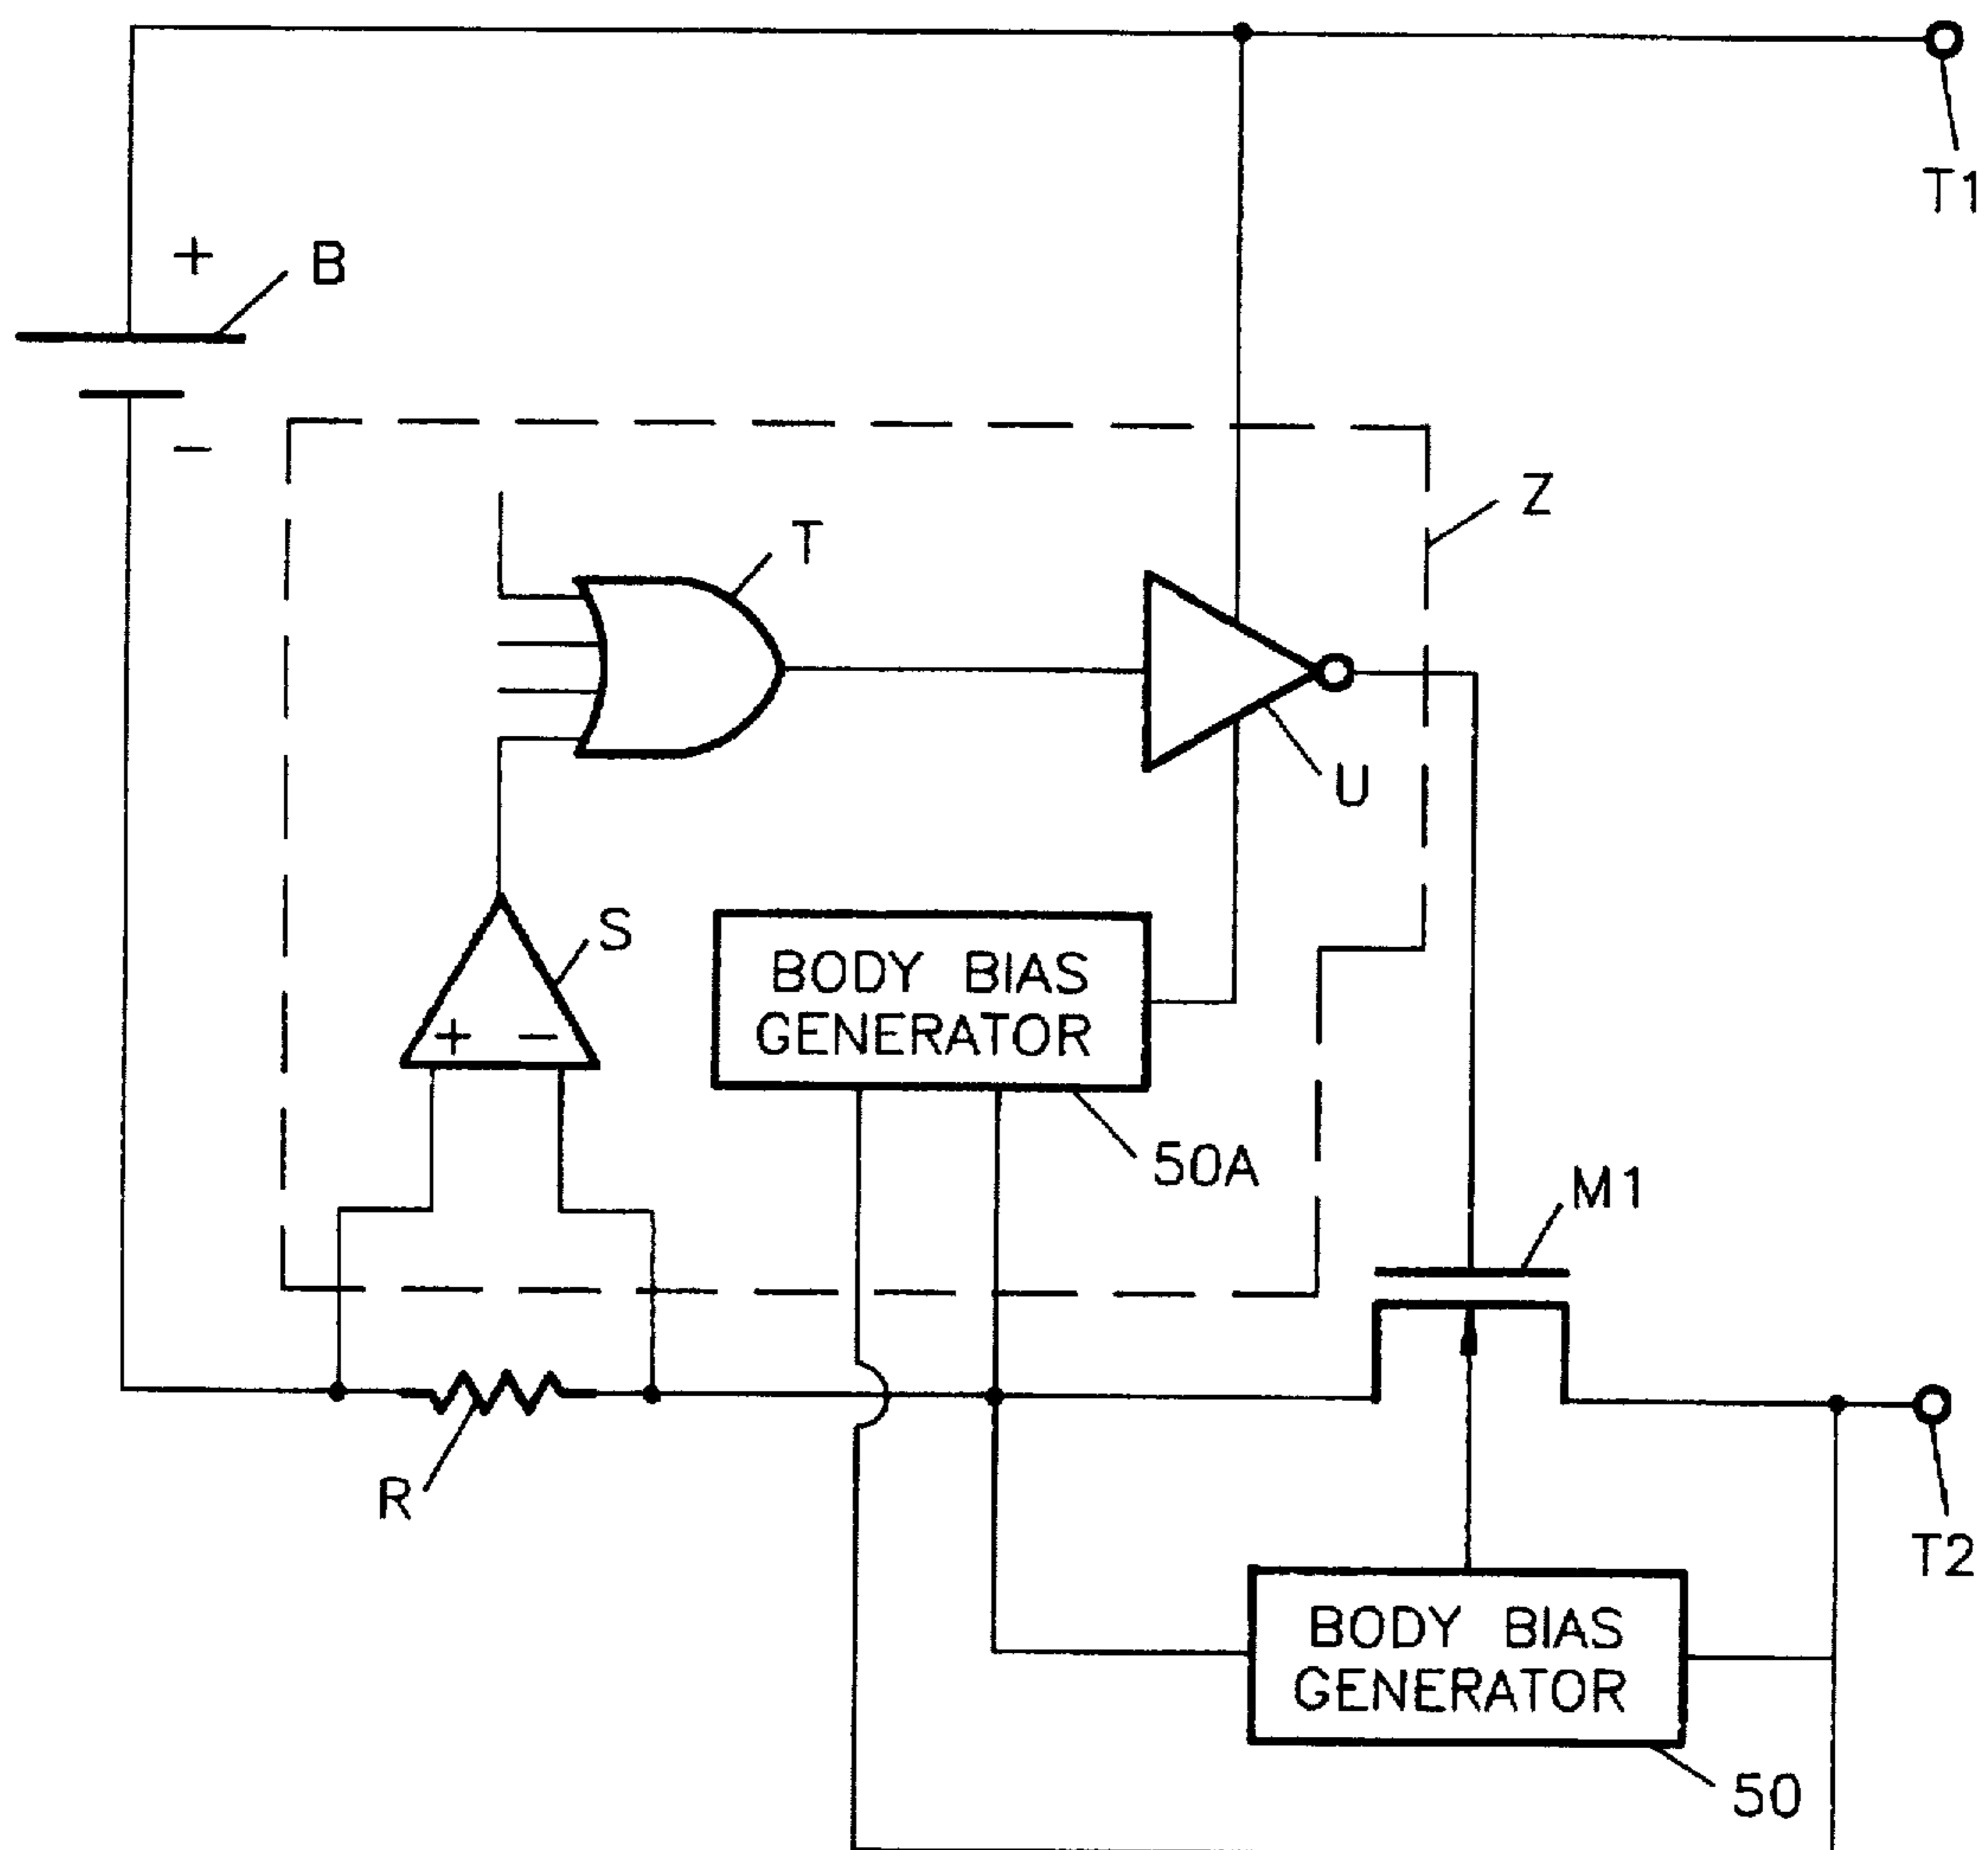 T1
+
B
-
Z
T
U
S
BODY BIAS
GENERATOR
+ -
50A
M1
R
T2
BODY BIAS
GENERATOR
50